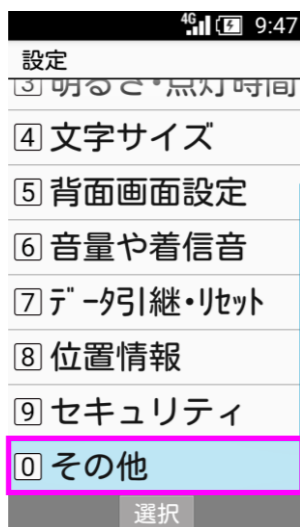 4G 9:47
設定
3 明るさ・点灯時間
4 文字サイズ
5 背面画面設定
6 音量や着信音
7 ﾃﾞｰﾀ引継・ﾘｾｯﾄ
8 位置情報
9 セキュリティ
0 その他
選択